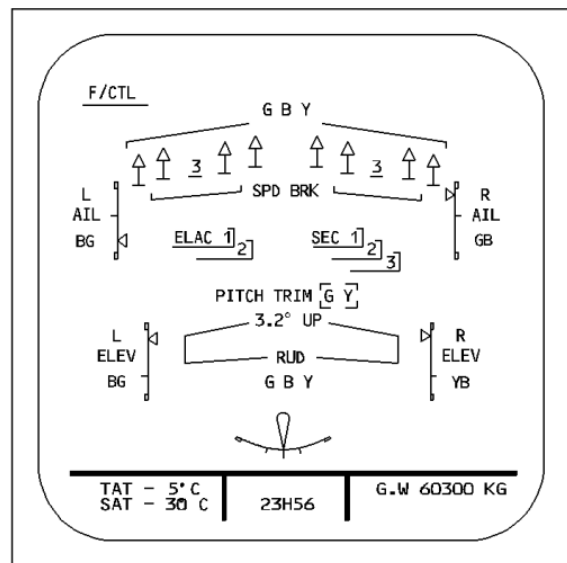 F/CTL
G B Y
3 3
L SPD BRK R
AIL AIL
BG ELAC 1 SEC 1 GB
2 2
3
PITCH TRIM G Y
3.2° UP
L R
ELEV RUD ELEV
BG G B Y YB
TAT - 5°C G.W 60300 KG
SAT - 30 C 23H56